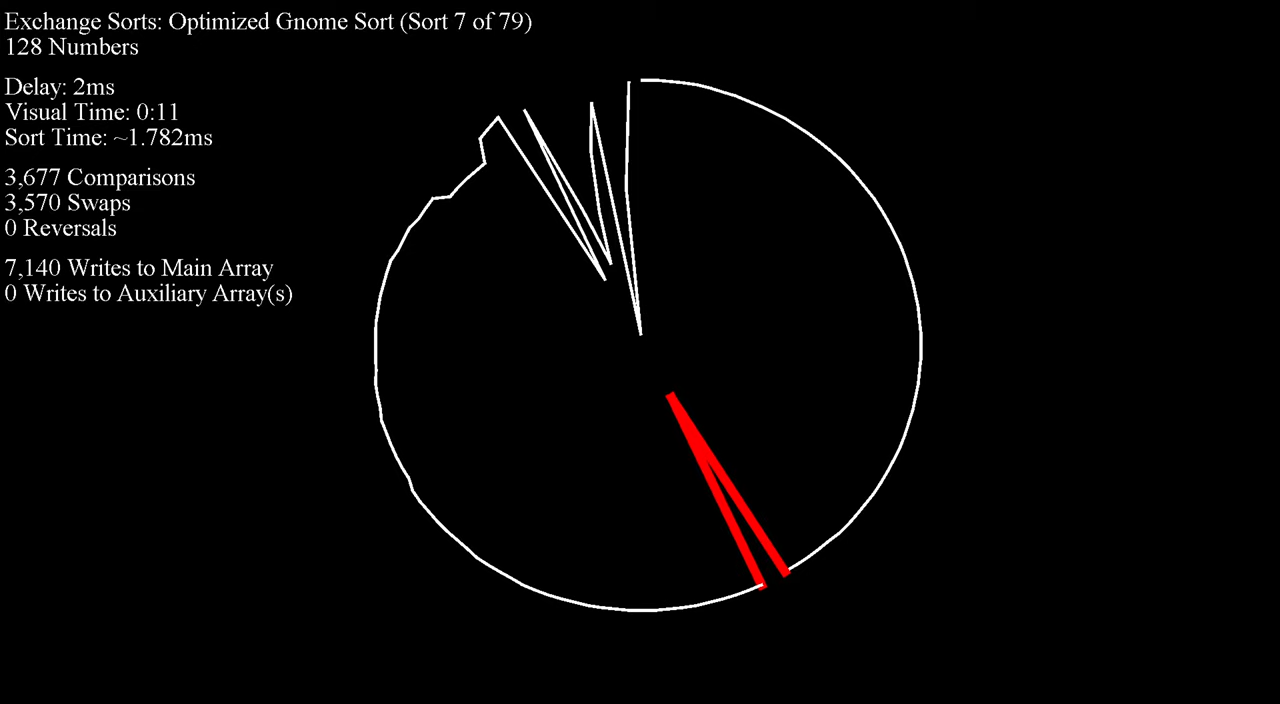 Exchange Sorts: Optimized Gnome Sort (Sort 7 of 79)
128 Numbers
Delay: 2ms
Visual Time: 0:11
Sort Time: ~1.782ms
3,677 Comparisons
3,570 Swaps
0 Reversals
7,140 Writes to Main Array
0 Writes to Auxiliary Array(s)